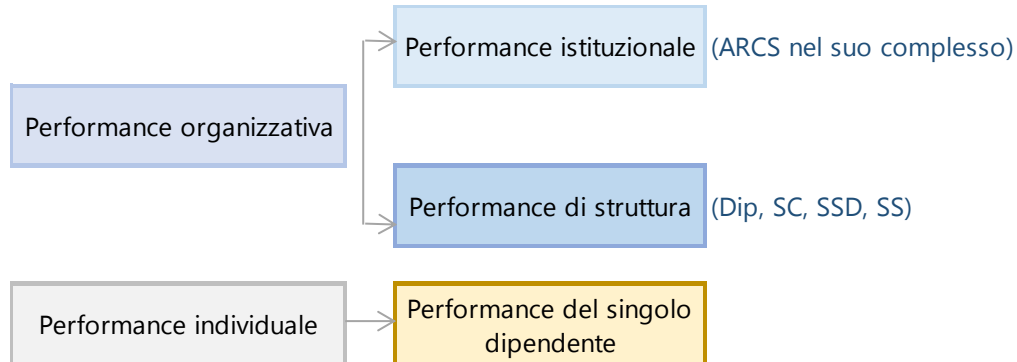 Performance istituzionale (ARCS nel suo complesso)
Performance organizzativa
Performance di struttura (Dip, SC, SSD, SS)
Performance individuale
Performance del singolo
dipendente